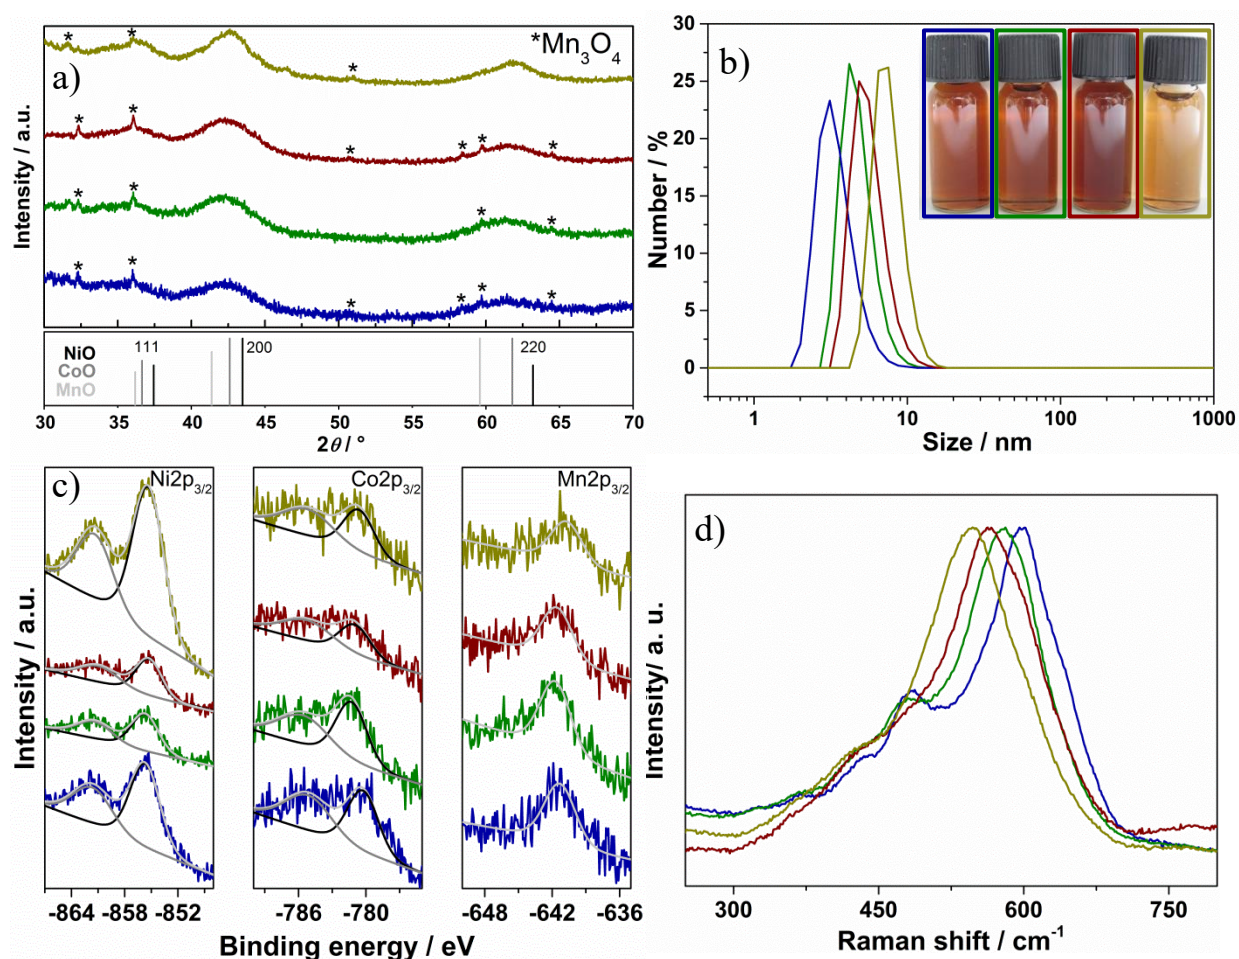 a)
*Mn3O4
* * *
* * * * * *
* * * *
* * * * * *
Intensity / a.u.
NiO
CoO
MnO
111 200 220
30 35 40 45 50 55 60 65 70
2θ / °
b)
30
25
20
15
10
5
0
Number / %
1 10 100 1000
Size / nm
c)
Ni2p3/2 Co2p3/2 Mn2p3/2
Intensity / a.u.
-864 -858 -852 -786 -780 -648 -642 -636
Binding energy / eV
d)
Intensity/ a. u.
300 450 600 750
Raman shift / cm-1